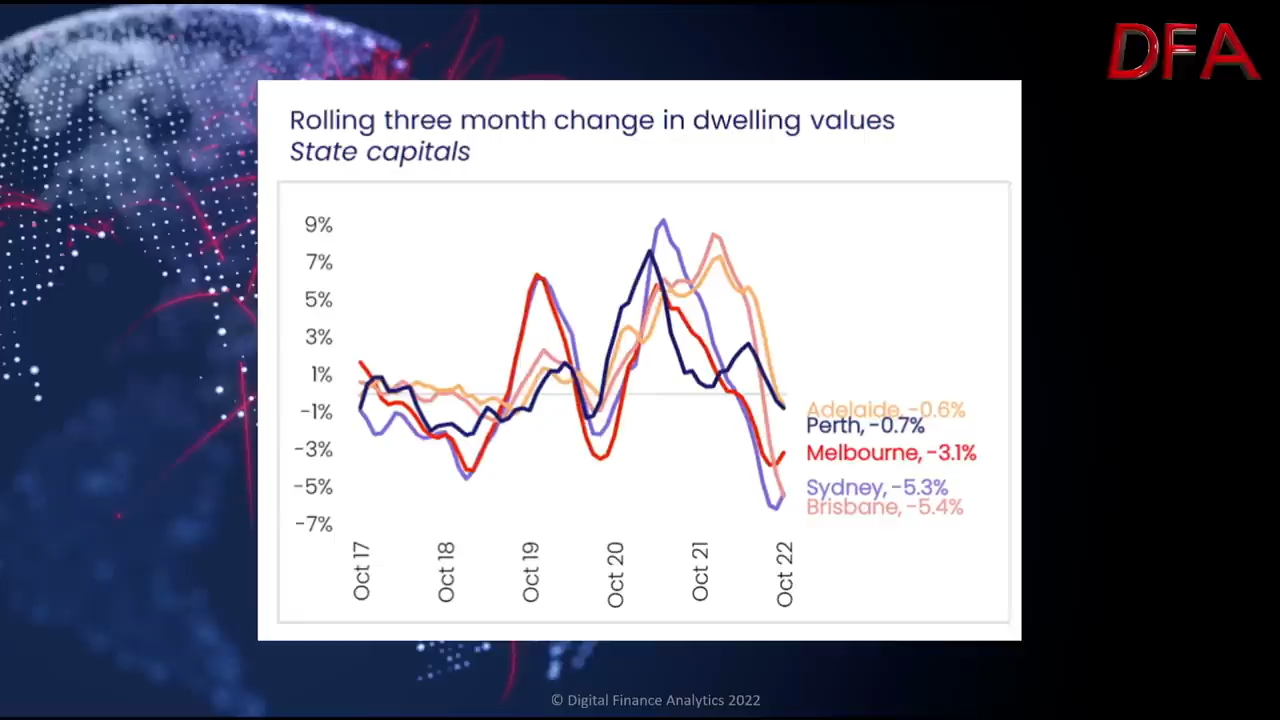 DFA
Rolling three month change in dwelling values
State capitals
9%
7%
5%
3%
1%
-1%
-3%
-5%
-7%
Adelaide, -0.6%
Perth, -0.7%
Melbourne, -3.1%
Sydney, -5.3%
Brisbane, -5.4%
Oct 17
Oct 18
Oct 19
Oct 20
Oct 21
Oct 22
© Digital Finance Analytics 2022